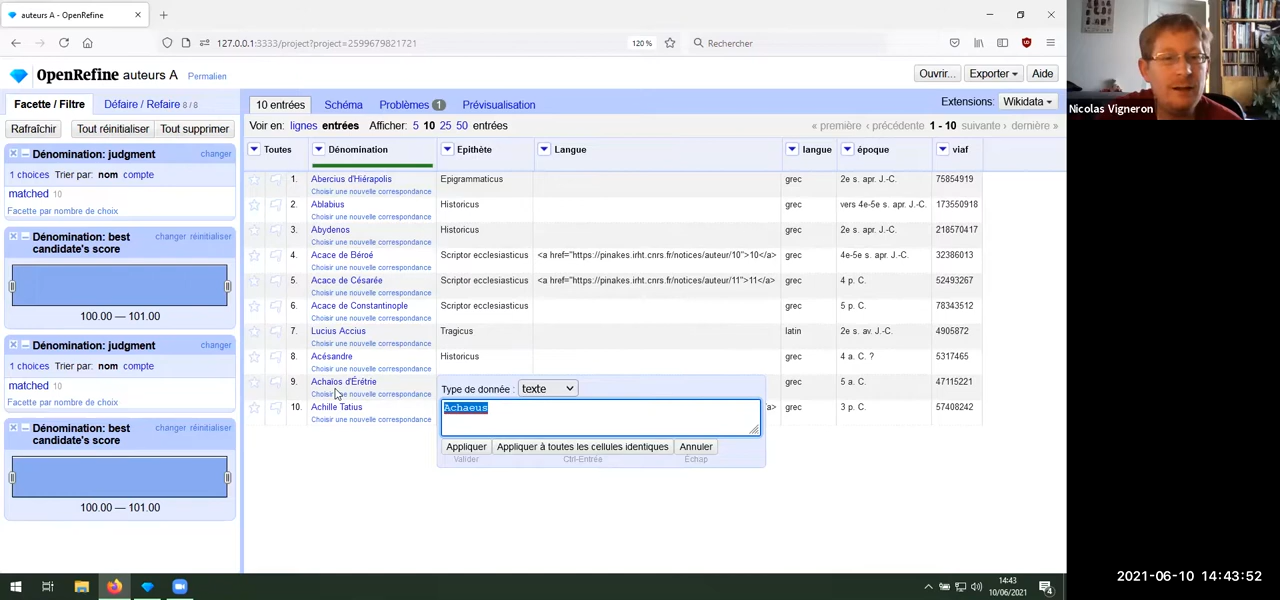 auteurs A - OpenRefine
127.0.0.1:3333/project?project=2599679821721
120 %
Rechercher
OpenRefine auteurs A Permalien
Ouvrir...
Exporter
Aide
Facette / Filtre
Défaire / Refaire 8 / 8
10 entrées
Schéma
Problèmes 1
Prévisualisation
Extensions: Wikidata
Rafraîchir
Tout réinitialiser
Tout supprimer
Voir en: lignes entrées Afficher: 5 10 25 50 entrées
« première ‹ précédente 1 - 10 suivante › dernière »
Dénomination: judgment
changer
1 choices Trier par: nom compte
matched 10
Facette par nombre de choix
Dénomination: best candidate's score
changer réinitialiser
100.00 — 101.00
Dénomination: judgment
changer
1 choices Trier par: nom compte
matched 10
Facette par nombre de choix
Dénomination: best candidate's score
changer réinitialiser
100.00 — 101.00
Toutes Dénomination Epithète Langue langue époque viaf
1. Abercius d'Hiérapolis Epigrammaticus grec 2e s. apr. J.-C. 75854919
Choisir une nouvelle correspondance
2. Ablabius Historicus grec vers 4e-5e s. apr. J.-C. 173550918
Choisir une nouvelle correspondance
3. Abydenos Historicus grec 2e s. apr. J.-C. 218570417
Choisir une nouvelle correspondance
4. Acace de Béroé Scriptor ecclesiasticus <a href="https://pinakes.irht.cnrs.fr/notices/auteur/10">10</a> grec 4e-5e s. apr. J.-C. 32386013
Choisir une nouvelle correspondance
5. Acace de Césarée Scriptor ecclesiasticus <a href="https://pinakes.irht.cnrs.fr/notices/auteur/11">11</a> grec 4 p. C. 52493267
Choisir une nouvelle correspondance
6. Acace de Constantinople Scriptor ecclesiasticus grec 5 p. C. 78343512
Choisir une nouvelle correspondance
7. Lucius Accius Tragicus latin 2e s. av. J.-C. 4905872
Choisir une nouvelle correspondance
8. Acésandre Historicus grec 4 a. C. ? 5317465
Choisir une nouvelle correspondance
9. Achaïos d'Érétrie grec 5 a. C. 47115221
Choisir une nouvelle correspondance
10. Achille Tatius /a> grec 3 p. C. 57408242
Choisir une nouvelle correspondance
Type de donnée : texte
Achaeus
Appliquer
Appliquer à toutes les cellules identiques
Annuler
Valider
Ctrl-Entrée
Échap
Nicolas Vigneron
14:43
10/06/2021
4
2021-06-10 14:43:52